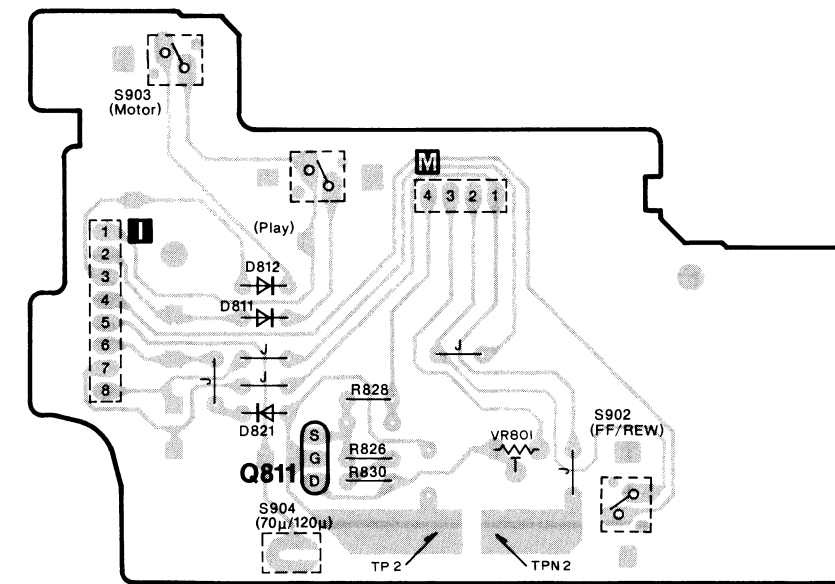 S903
(Motor)
M
4 3 2 1
I
(Play)
1
2
3
4
5
6
7
8
D812
D811
J
J
J
J
D821
R828
S
G
D
Q811
R826
R830
VR801
T
J
S902
(FF/REW)
S904
(70μ/120μ)
TP 2
TPN 2